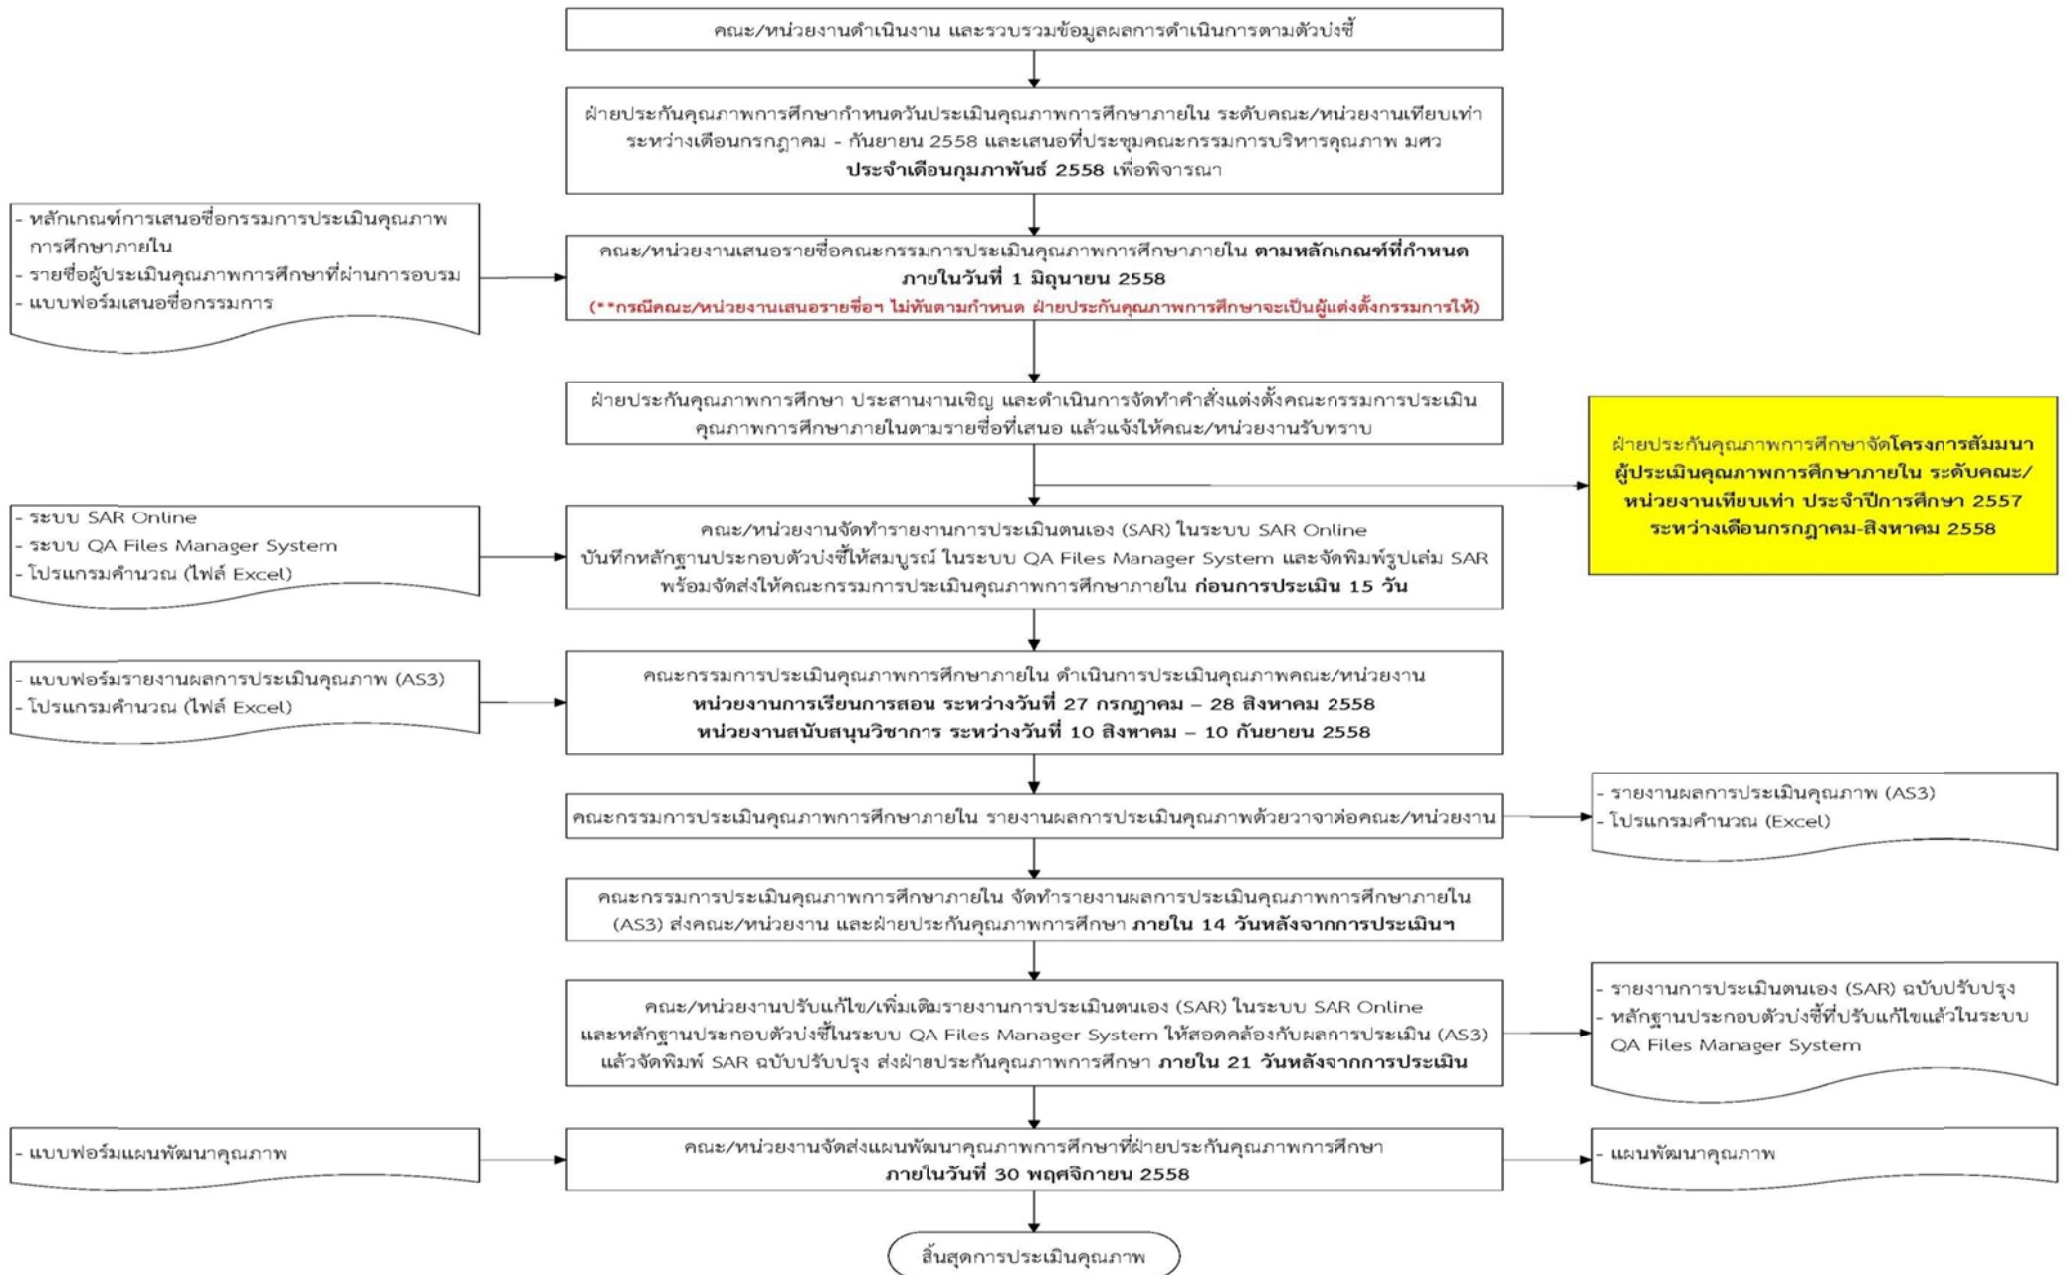 คณะ/หน่วยงานดำเนินงาน และรวบรวมข้อมูลผลการดำเนินการตามตัวบ่งชี้
ฝ่ายประกันคุณภาพการศึกษากำหนดวันประเมินคุณภาพการศึกษาภายใน ระดับคณะ/หน่วยงานเทียบเท่า
ระหว่างเดือนกรกฎาคม - กันยายน 2558 และเสนอที่ประชุมคณะกรรมการบริหารคุณภาพ มศว
ประจำเดือนกุมภาพันธ์ 2558 เพื่อพิจารณา
- หลักเกณฑ์การเสนอชื่อกรรมการประเมินคุณภาพ
การศึกษาภายใน
- รายชื่อผู้ประเมินคุณภาพการศึกษาที่ผ่านการอบรม
- แบบฟอร์มเสนอชื่อกรรมการ
คณะ/หน่วยงานเสนอรายชื่อคณะกรรมการประเมินคุณภาพการศึกษาภายใน ตามหลักเกณฑ์ที่กำหนด
ภายในวันที่ 1 มิถุนายน 2558
(**กรณีคณะ/หน่วยงานเสนอรายชื่อฯ ไม่ทันตามกำหนด ฝ่ายประกันคุณภาพการศึกษาจะเป็นผู้แต่งตั้งกรรมการให้)
ฝ่ายประกันคุณภาพการศึกษา ประสานงานเชิญ และดำเนินการจัดทำคำสั่งแต่งตั้งคณะกรรมการประเมิน
คุณภาพการศึกษาภายในตามรายชื่อที่เสนอ แล้วแจ้งให้คณะ/หน่วยงานรับทราบ
ฝ่ายประกันคุณภาพการศึกษาจัดโครงการสัมมนา
ผู้ประเมินคุณภาพการศึกษาภายใน ระดับคณะ/
หน่วยงานเทียบเท่า ประจำปีการศึกษา 2557
ระหว่างเดือนกรกฎาคม-สิงหาคม 2558
- ระบบ SAR Online
- ระบบ QA Files Manager System
- โปรแกรมคำนวณ (ไฟล์ Excel)
คณะ/หน่วยงานจัดทำรายงานการประเมินตนเอง (SAR) ในระบบ SAR Online
บันทึกหลักฐานประกอบตัวบ่งชี้ให้สมบูรณ์ ในระบบ QA Files Manager System และจัดพิมพ์รูปเล่ม SAR
พร้อมจัดส่งให้คณะกรรมการประเมินคุณภาพการศึกษาภายใน ก่อนการประเมิน 15 วัน
- แบบฟอร์มรายงานผลการประเมินคุณภาพ (AS3)
- โปรแกรมคำนวณ (ไฟล์ Excel)
คณะกรรมการประเมินคุณภาพการศึกษาภายใน ดำเนินการประเมินคุณภาพคณะ/หน่วยงาน
หน่วยงานการเรียนการสอน ระหว่างวันที่ 27 กรกฎาคม – 28 สิงหาคม 2558
หน่วยงานสนับสนุนวิชาการ ระหว่างวันที่ 10 สิงหาคม – 10 กันยายน 2558
คณะกรรมการประเมินคุณภาพการศึกษาภายใน รายงานผลการประเมินคุณภาพด้วยวาจาต่อคณะ/หน่วยงาน
- รายงานผลการประเมินคุณภาพ (AS3)
- โปรแกรมคำนวณ (Excel)
คณะกรรมการประเมินคุณภาพการศึกษาภายใน จัดทำรายงานผลการประเมินคุณภาพการศึกษาภายใน
(AS3) ส่งคณะ/หน่วยงาน และฝ่ายประกันคุณภาพการศึกษา ภายใน 14 วันหลังจากการประเมินฯ
คณะ/หน่วยงานปรับแก้ไข/เพิ่มเติมรายงานการประเมินตนเอง (SAR) ในระบบ SAR Online
และหลักฐานประกอบตัวบ่งชี้ในระบบ QA Files Manager System ให้สอดคล้องกับผลการประเมิน (AS3)
แล้วจัดพิมพ์ SAR ฉบับปรับปรุง ส่งฝ่ายประกันคุณภาพการศึกษา ภายใน 21 วันหลังจากการประเมิน
- รายงานการประเมินตนเอง (SAR) ฉบับปรับปรุง
- หลักฐานประกอบตัวบ่งชี้ที่ปรับแก้ไขแล้วในระบบ
QA Files Manager System
- แบบฟอร์มแผนพัฒนาคุณภาพ
คณะ/หน่วยงานจัดส่งแผนพัฒนาคุณภาพการศึกษาที่ฝ่ายประกันคุณภาพการศึกษา
ภายในวันที่ 30 พฤศจิกายน 2558
- แผนพัฒนาคุณภาพ
สิ้นสุดการประเมินคุณภาพ